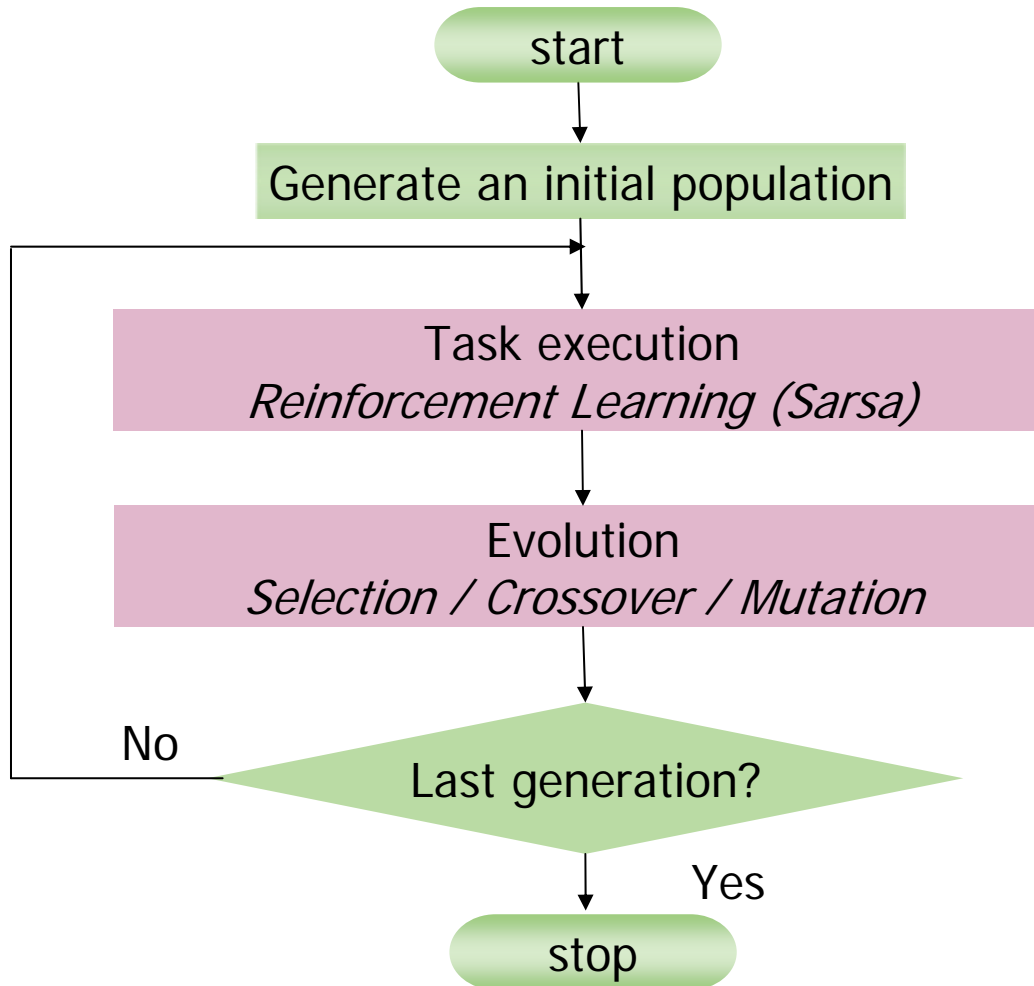 start
Generate an initial population
Task execution
Reinforcement Learning (Sarsa)
Evolution
Selection / Crossover / Mutation
No
Last generation?
Yes
stop